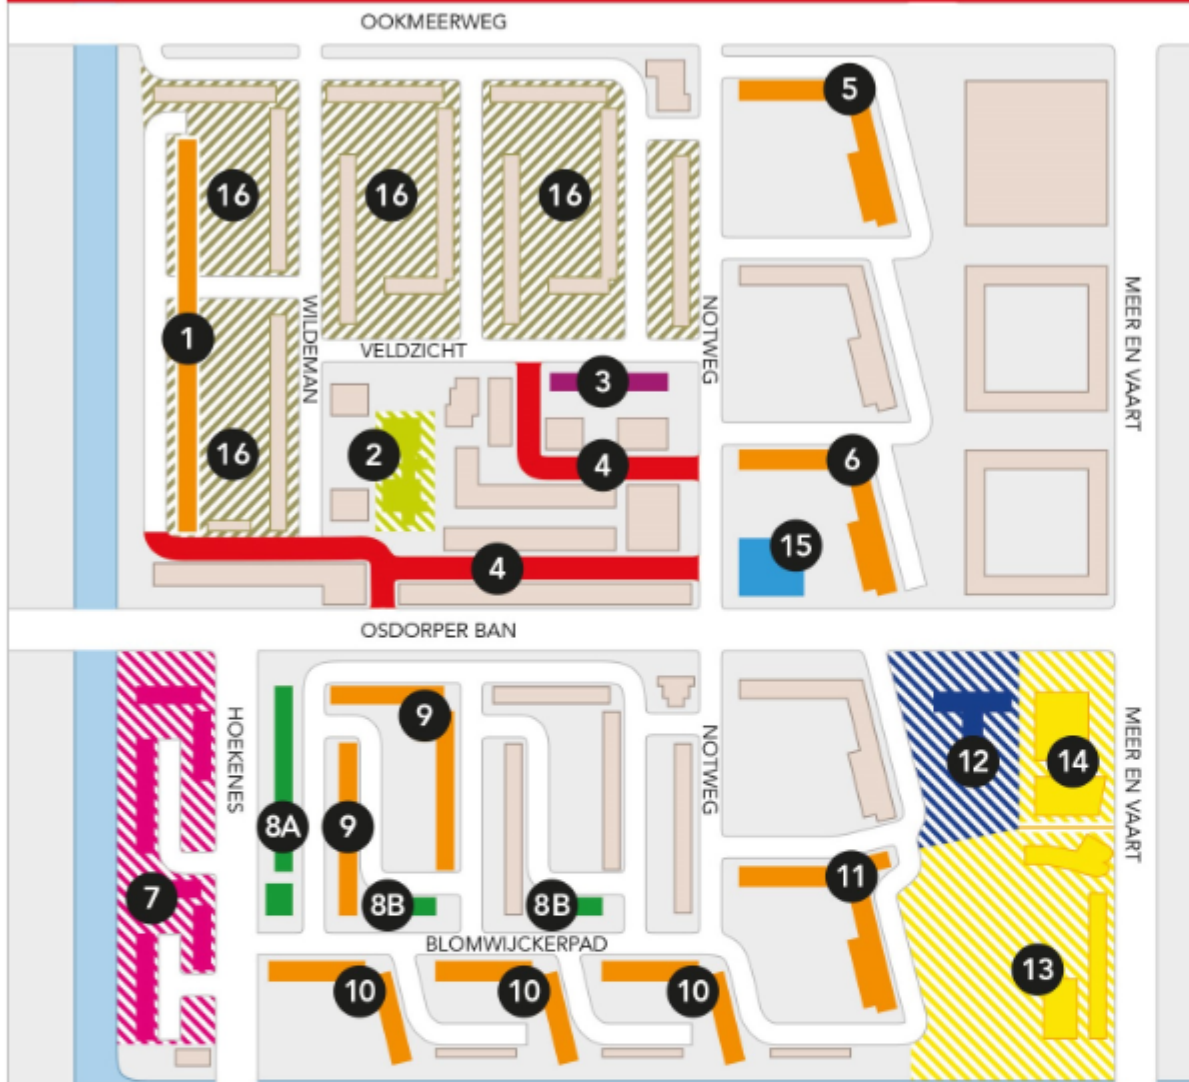 OOKMEERWEG
5
16
16
16
1
WILDEMAN
VELDZICHT
NOTWEG
MEER EN VAART
3
2
16
4
6
15
4
OSDORPER BAN
HOEKENES
9
NOTWEG
12
14
MEER EN VAART
8A
9
7
8B
8B
11
BLOMWIJCKERPAD
10
10
10
13